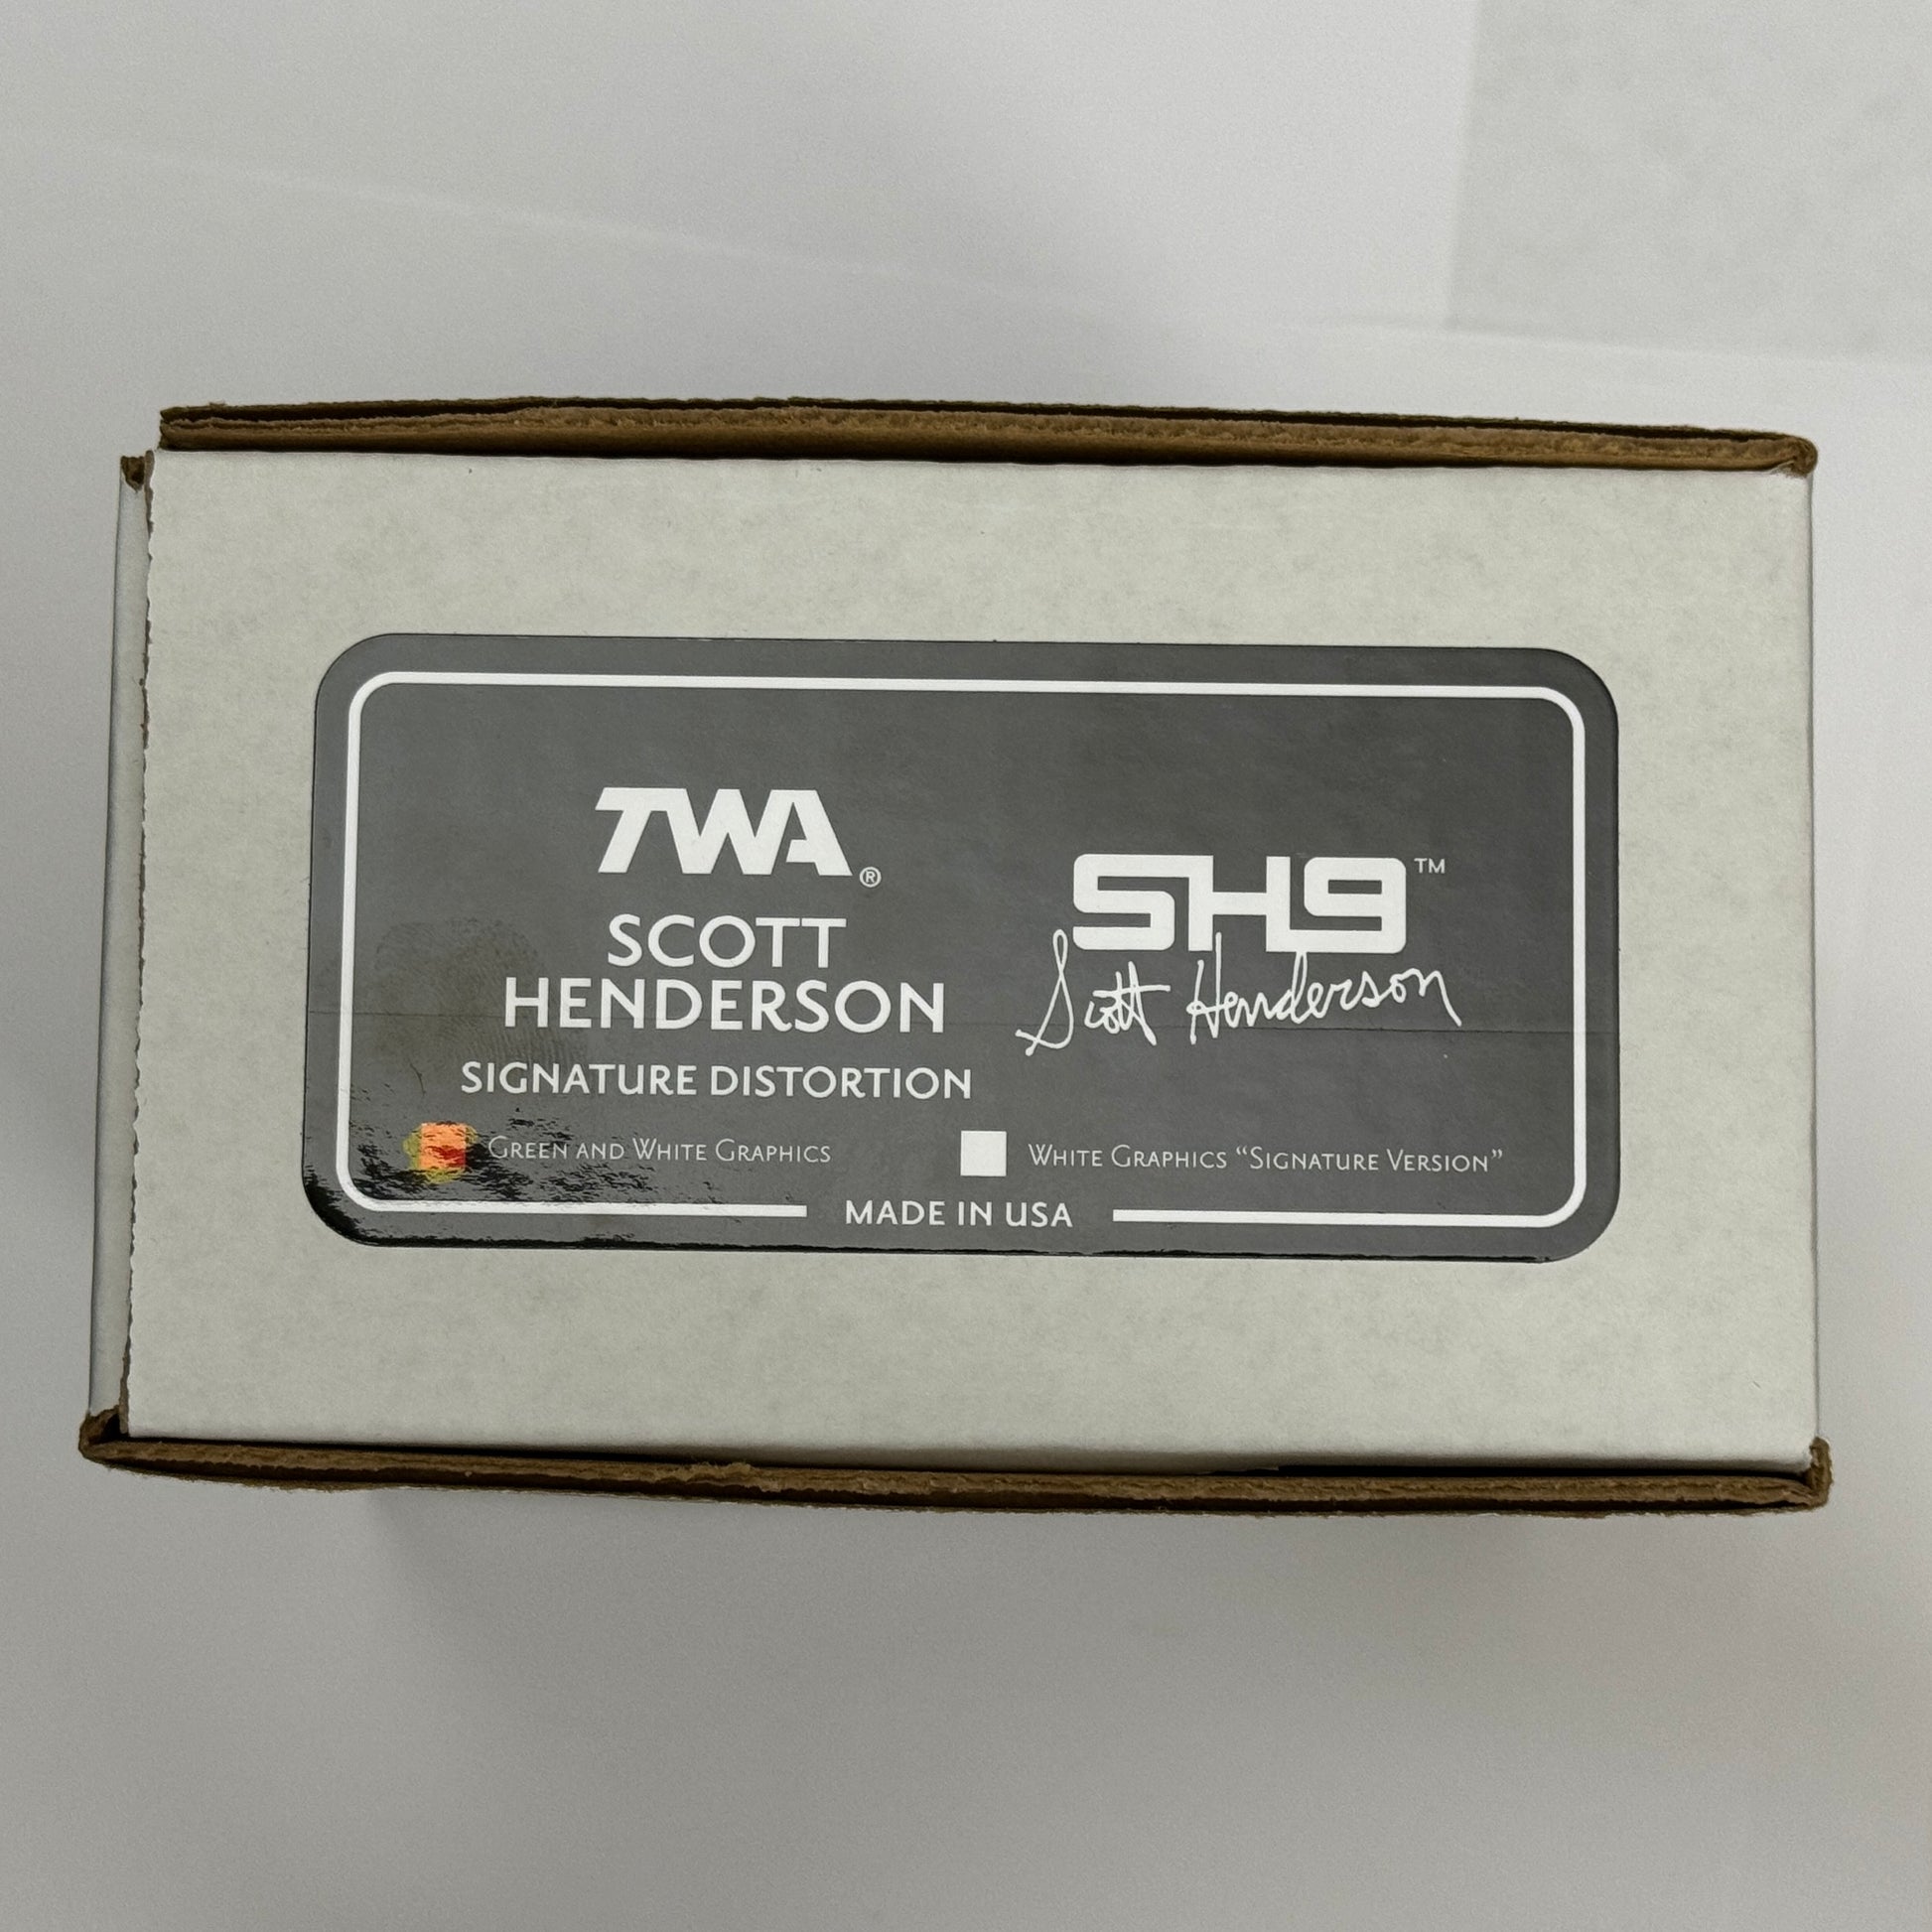 TWA®
SCOTT
HENDERSON
SIGNATURE DISTORTION
SH9™
Scott Henderson
GREEN AND WHITE GRAPHICS
WHITE GRAPHICS “SIGNATURE VERSION”
MADE IN USA